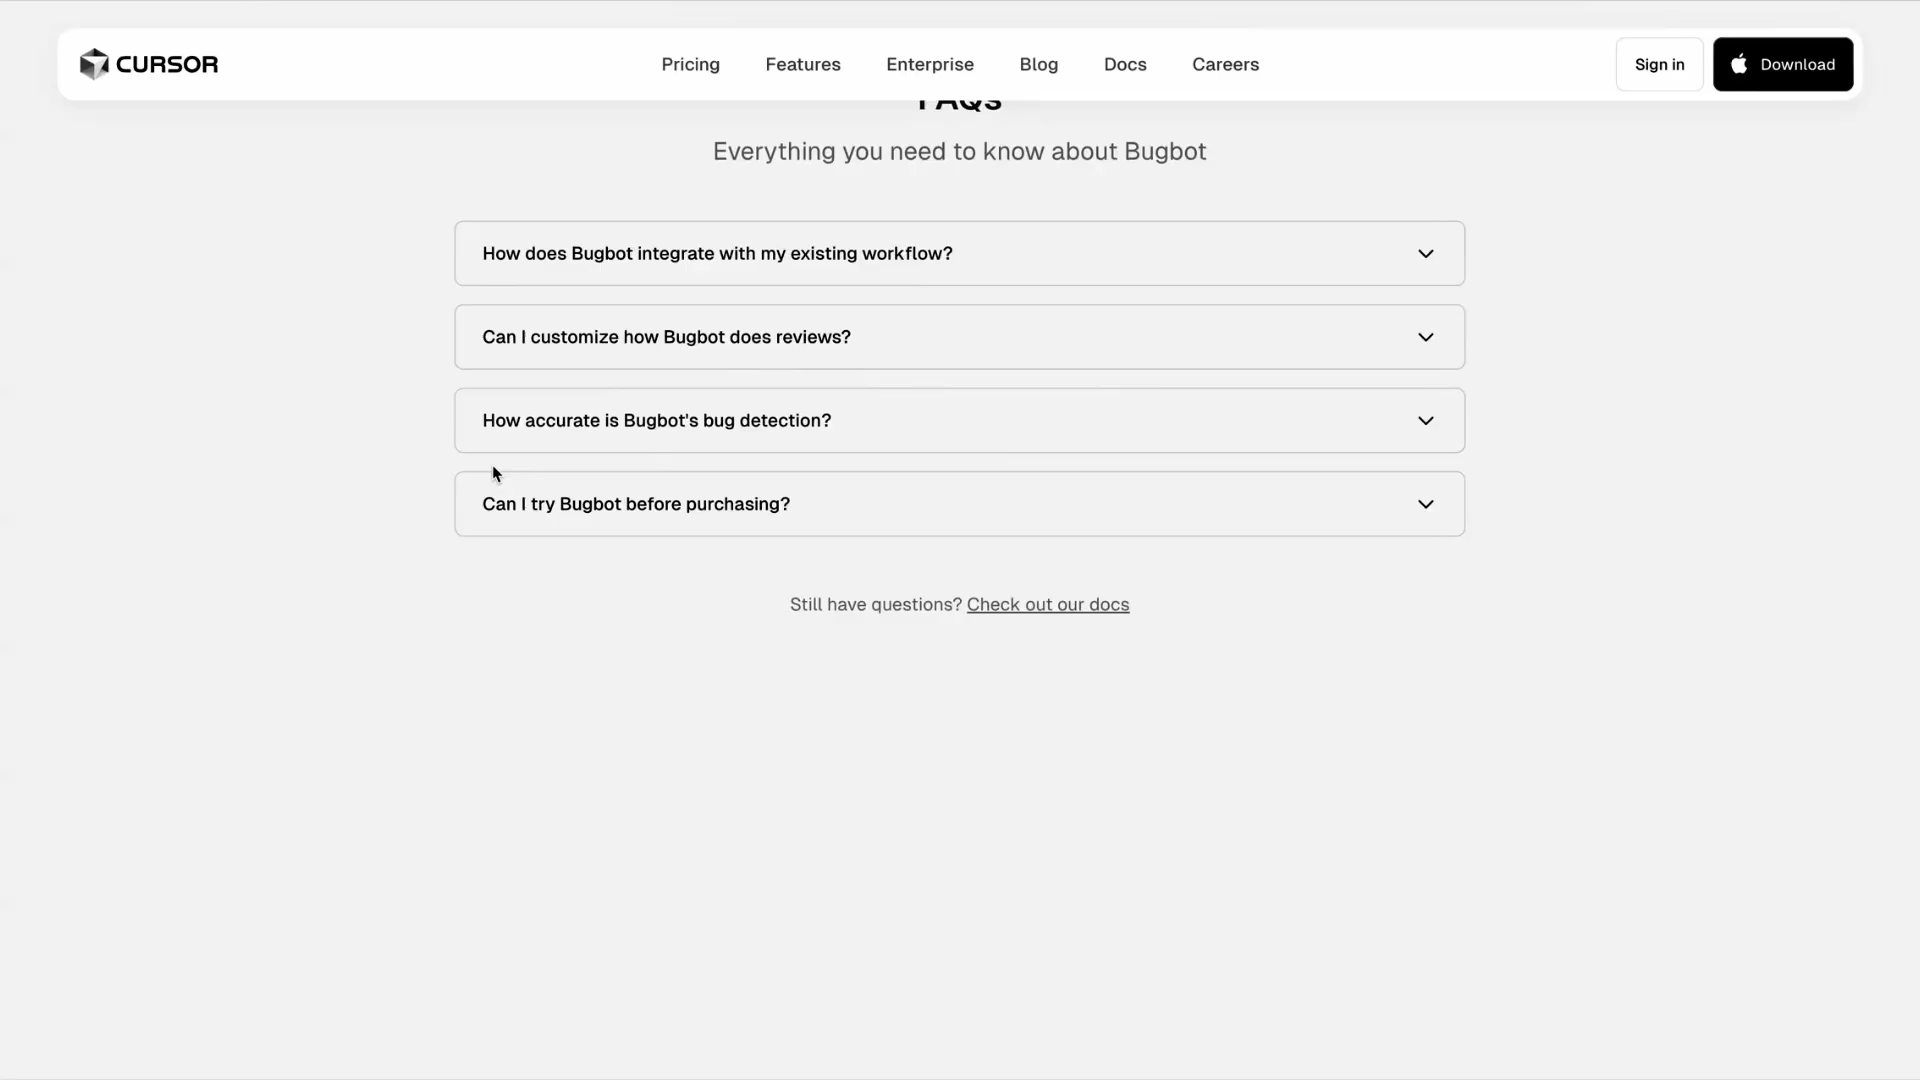 CURSOR
Pricing
Features
Enterprise
Blog
Docs
Careers
Sign in
Download
FAQs
Everything you need to know about Bugbot
How does Bugbot integrate with my existing workflow?
Can I customize how Bugbot does reviews?
How accurate is Bugbot's bug detection?
Can I try Bugbot before purchasing?
Still have questions? Check out our docs